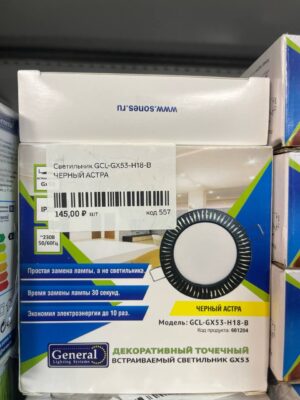 www.sones.ru
Светильник GCL-GX53-H18-B
ЧЕРНЫЙ АСТРА
145,00 ₽ шт
код 557
IP
~230В
50/60Гц
Простая замена лампы, а не светильника.
Время замены лампы 30 секунд.
Экономия электроэнергии до 10 раз.
ЧЕРНЫЙ АСТРА
Модель: GCL-GX53-H18-B
Код продукта: 661204
General
Lighting Systems
ДЕКОРАТИВНЫЙ ТОЧЕЧНЫЙ
ВСТРАИВАЕМЫЙ СВЕТИЛЬНИК GX53